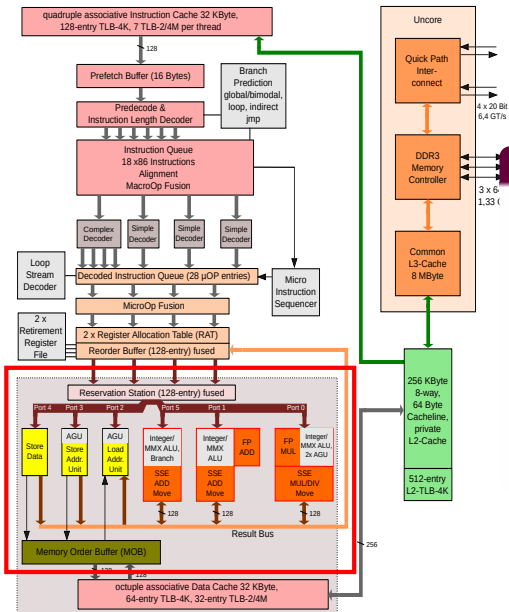 quadruple associative Instruction Cache 32 KByte,
128-entry TLB-4K, 7 TLB-2/4M per thread
128
Prefetch Buffer (16 Bytes)
Predecode &
Instruction Length Decoder
Branch
Prediction
global/bimodal,
loop, indirect
jmp
Instruction Queue
18 x86 Instructions
Alignment
MacroOp Fusion
Complex
Decoder
Simple
Decoder
Simple
Decoder
Simple
Decoder
Loop
Stream
Decoder
Decoded Instruction Queue (28 µOP entries)
Micro
Instruction
Sequencer
MicroOp Fusion
2 x
Retirement
Register
File
2 x Register Allocation Table (RAT)
Reorder Buffer (128-entry) fused
Reservation Station (128-entry) fused
Port 4
Port 3
Port 2
Port 5
Port 1
Port 0
Store
Data
AGU
Store
Addr.
Unit
AGU
Load
Addr.
Unit
Integer/
MMX ALU,
Branch
SSE
ADD
Move
Integer/
MMX
ALU
SSE
ADD
Move
FP
ADD
FP
MUL
Integer/
MMX ALU,
2x AGU
SSE
MUL/DIV
Move
128
128
128
Result Bus
Memory Order Buffer (MOB)
128
128
256
octuple associative Data Cache 32 KByte,
64-entry TLB-4K, 32-entry TLB-2/4M
Uncore
Quick Path
Inter-
connect
4 x 20 Bit
6,4 GT/s
DDR3
Memory
Controller
3 x 6
1,33
Common
L3-Cache
8 MByte
256 KByte
8-way,
64 Byte
Cacheline,
private
L2-Cache
512-entry
L2-TLB-4K